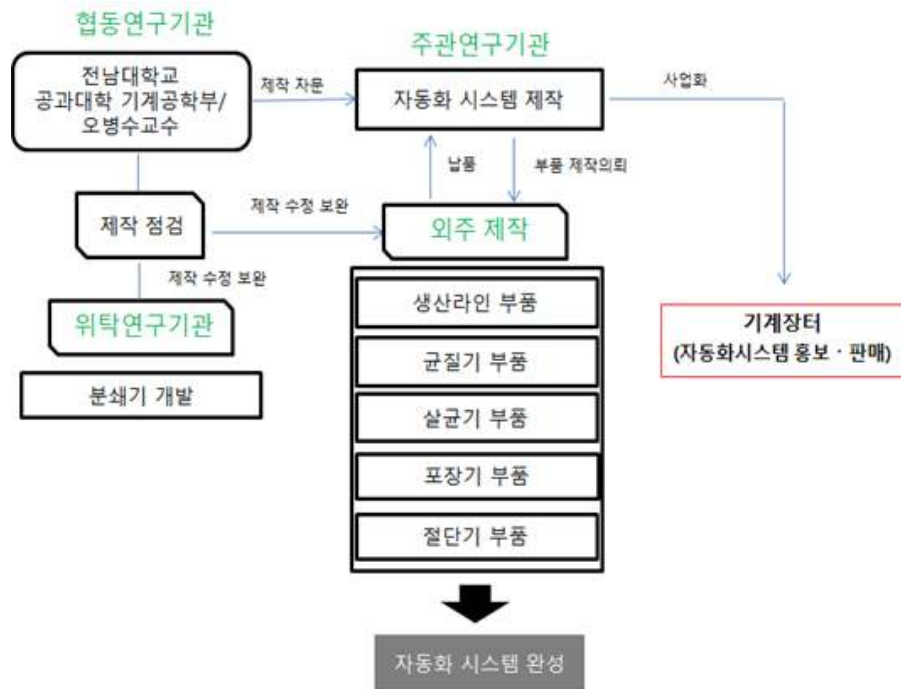 협동연구기관
전남대학교
공과대학 기계공학부/
오병수교수
제작 자문
주관연구기관
자동화 시스템 제작
사업화
납품
부품 제작의뢰
제작 점검
제작 수정 보완
외주 제작
제작 수정 보완
위탁연구기관
분쇄기 개발
생산라인 부품
균질기 부품
살균기 부품
포장기 부품
절단기 부품
기계장터
(자동화시스템 홍보ㆍ판매)
자동화 시스템 완성